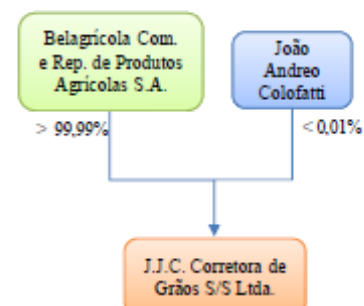 Belagrícola Com.
e Rep. de Produtos
Agrícolas S.A.
João
Andreo
Colofatti
> 99,99%
< 0,01%
J.J.C. Corretora de
Grãos S/S Ltda.